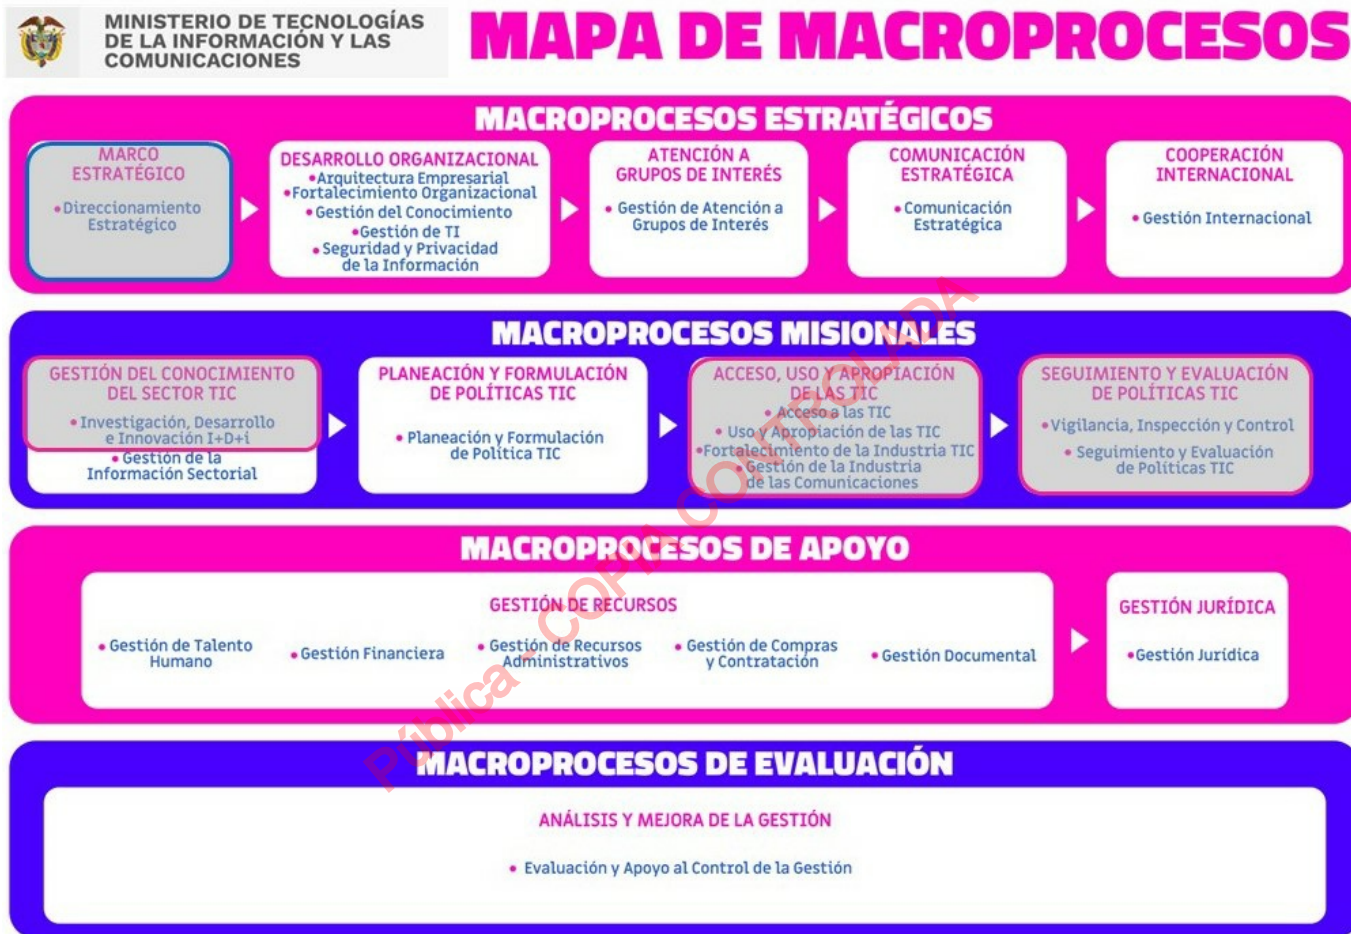 MINISTERIO DE TECNOLOGÍAS
DE LA INFORMACIÓN Y LAS
COMUNICACIONES
MAPA DE MACROPROCESOS
MACROPROCESOS ESTRATÉGICOS
MARCO
ESTRATÉGICO
• Direccionamiento
Estratégico
DESARROLLO ORGANIZACIONAL
• Arquitectura Empresarial
• Fortalecimiento Organizacional
• Gestión del Conocimiento
• Gestión de TI
• Seguridad y Privacidad
de la Información
ATENCIÓN A
GRUPOS DE INTERÉS
• Gestión de Atención a
Grupos de Interés
COMUNICACIÓN
ESTRATÉGICA
• Comunicación
Estratégica
COOPERACIÓN
INTERNACIONAL
• Gestión Internacional
MACROPROCESOS MISIONALES
GESTIÓN DEL CONOCIMIENTO
DEL SECTOR TIC
• Investigación, Desarrollo
e Innovación I+D+i
• Gestión de la
Información Sectorial
PLANEACIÓN Y FORMULACIÓN
DE POLÍTICAS TIC
• Planeación y Formulación
de Política TIC
ACCESO, USO Y APROPIACIÓN
DE LAS TIC
• Acceso a las TIC
• Uso y Apropiación de las TIC
• Fortalecimiento de la Industria TIC
• Gestión de la Industria
de las Comunicaciones
SEGUIMIENTO Y EVALUACIÓN
DE POLÍTICAS TIC
• Vigilancia, Inspección y Control
• Seguimiento y Evaluación
de Políticas TIC
MACROPROCESOS DE APOYO
GESTIÓN DE RECURSOS
• Gestión de Talento
Humano
• Gestión Financiera
• Gestión de Recursos
Administrativos
• Gestión de Compras
y Contratación
• Gestión Documental
GESTIÓN JURÍDICA
• Gestión Jurídica
MACROPROCESOS DE EVALUACIÓN
ANÁLISIS Y MEJORA DE LA GESTIÓN
• Evaluación y Apoyo al Control de la Gestión
Pública - COPIA CONTROLADA